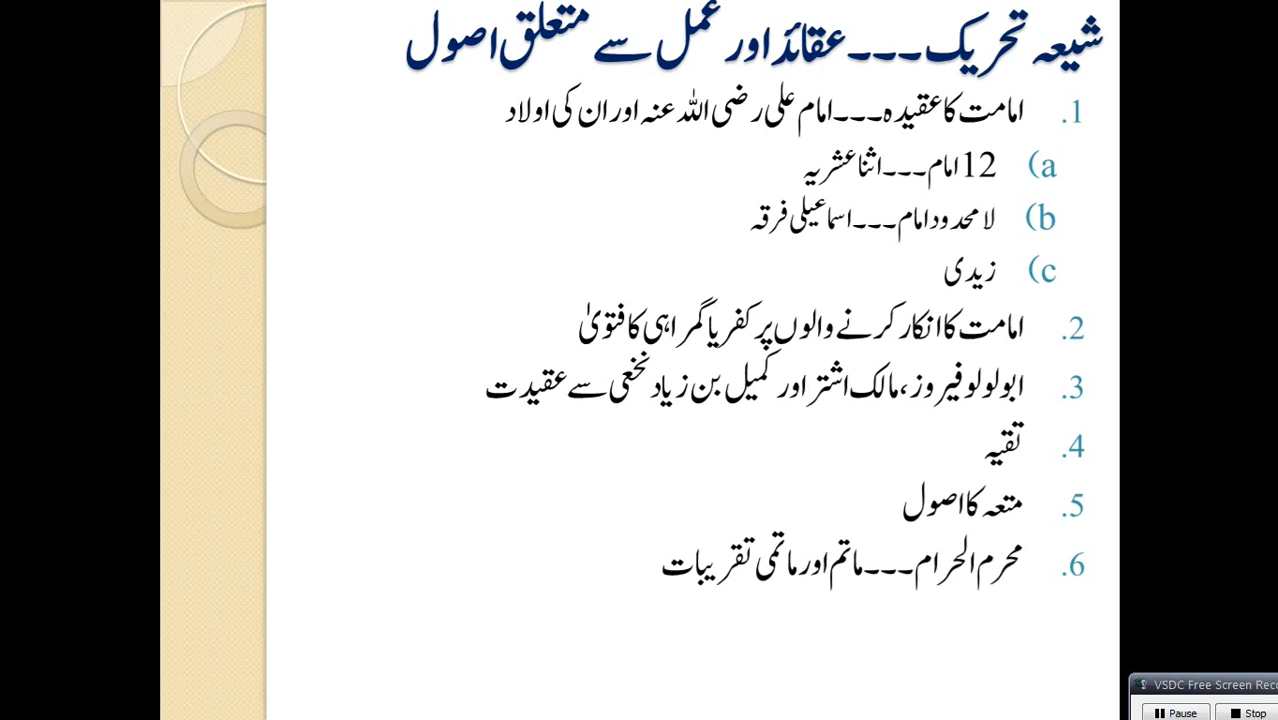 شیعہ تحریک۔۔۔عقائد اور عمل سے متعلق اصول
1. امامت کا عقیدہ۔۔۔امام علی رضی اللہ عنہ اور ان کی اولاد
a) 12 امام۔۔۔اثنا عشریہ
b) لا محدود امام۔۔۔اسماعیلی فرقہ
c) زیدی
2. امامت کا انکار کرنے والوں پر کفر یا گمراہی کا فتویٰ
3. ابو لولو فیروز، مالک اشتر اور کمیل بن زیاد نخعی سے عقیدت
4. تقیہ
5. متعہ کا اصول
6. محرم الحرام۔۔۔ماتم اور ماتمی تقریبات
VSDC Free Screen Rec
Pause Stop